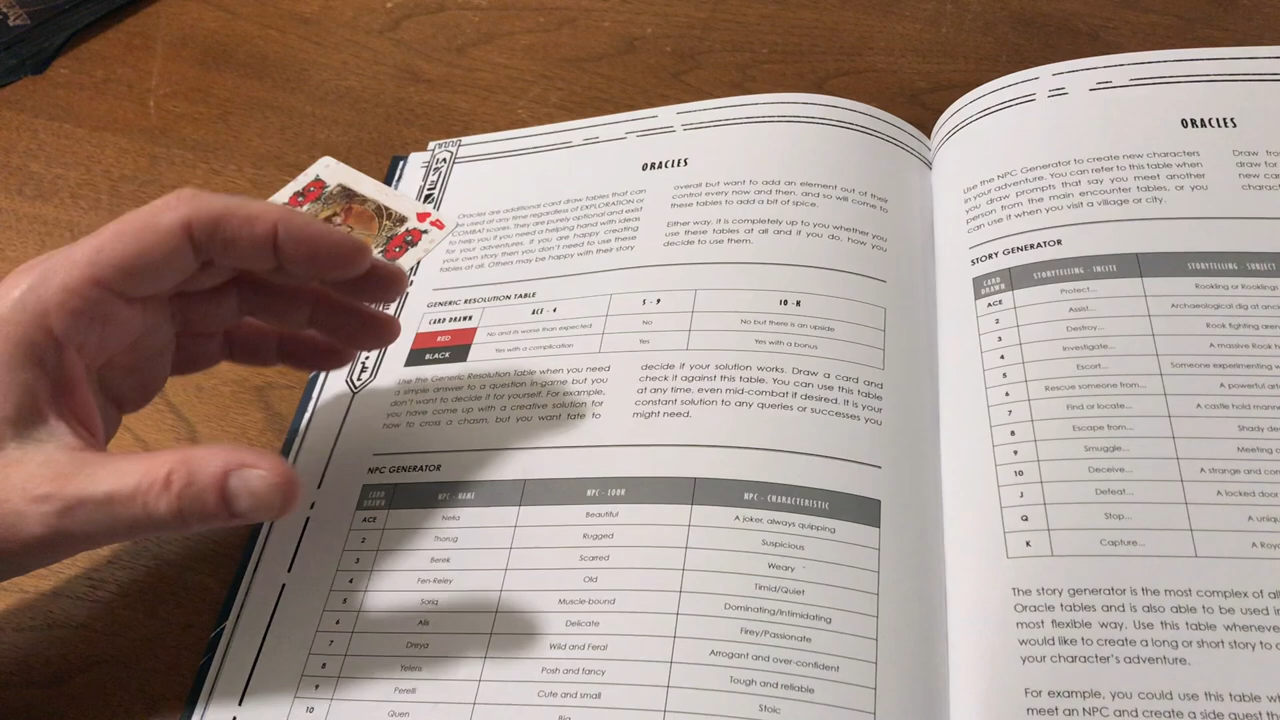 ORACLES
Oracles are additional card draw tables that can
be used at any time regardless of EXPLORATION or
COMBAT scores. They are purely optional and exist
to help you if you need a helping hand with ideas
for your adventures. If you are happy creating
your own story then you don't need to use these
tables at all. Others may be happy with their story
overall but want to add an element out of their
control every now and then, and so will come to
these tables to add a bit of spice.
Either way, it is completely up to you whether you
use these tables at all and if you do, how you
decide to use them.
GENERIC RESOLUTION TABLE
CARD DRAWN ACE - 4 5 - 9 10 -K
RED No and its worse than expected No No but there is an upside
BLACK Yes with a complication Yes Yes with a bonus
Use the Generic Resolution Table when you need
a simple answer to a question in-game but you
don't want to decide it for yourself. For example,
you have come up with a creative solution for
how to cross a chasm, but you want fate to
decide if your solution works. Draw a card and
check it against this table. You can use this table
at any time, even mid-combat if desired. It is your
constant solution to any queries or successes you
might need.
NPC GENERATOR
CARD DRAWN NPC - NAME NPC - LOOK NPC - CHARACTERISTIC
ACE Nella Beautiful A joker, always quipping
2 Thorug Rugged Suspicious
3 Berek Scarred Weary
4 Fen-Reley Old Timid/Quiet
5 Soriq Muscle-bound Dominating/Intimidating
6 Alis Delicate Firey/Passionate
7 Dreya Wild and Feral Arrogant and over-confident
8 Yelens Posh and fancy Tough and reliable
9 Perelli Cute and small Stoic
10 Quen Big
ORACLES
Use the NPC Generator to create new characters
in your adventure. You can refer to this table when
you draw prompts that say you meet another
person from the main encounter tables, or you
can use it when you visit a village or city.
Draw
draw for
new
STORY GENERATOR
CARD DRAWN STORYTELLING - INCITE STORYTELLING - SUBJECT
ACE Protect... Rookling or Rooklings
2 Assist... Archaeological dig at
3 Destroy... Rook fighting
4 Investigate... A massive Rook
5 Escort... Someone experimenting
6 Rescue someone from... A powerful
7 Find or locate... A castle hold
8 Escape from... Shady
9 Smuggle... Meeting
10 Deceive... A strange and
J Defeat... A locked door
Q Stop... A
K Capture... A
The story generator is the most complex of
Oracle tables and is also able to be used
most flexible way. Use this table
would like to create a long or short story to
your character's adventure.
For example, you could use this table
meet an NPC and create a side quest